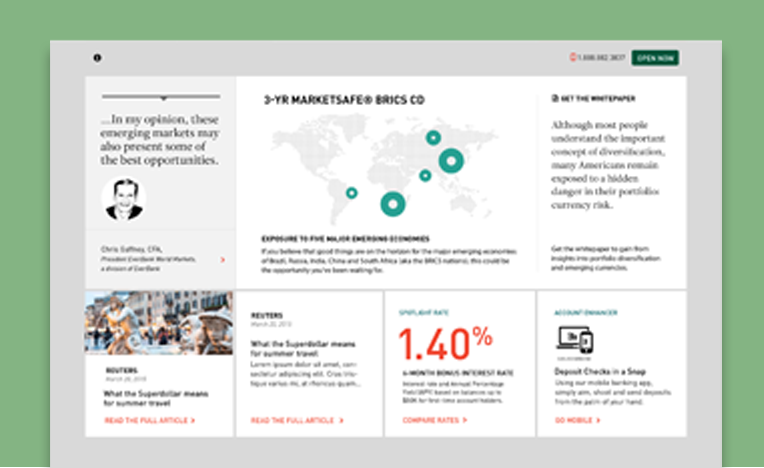 1.888.882.3837
OPEN NOW
...In my opinion, these
emerging markets may
also present some of
the best opportunities.
Chris Gaffney, CFA,
President EverBank World Markets,
a division of EverBank
3-YR MARKETSAFE® BRICS CD
EXPOSURE TO FIVE MAJOR EMERGING ECONOMIES
If you believe that good things are on the horizon for the major emerging economies
of Brazil, Russia, India, China and South Africa (aka the BRICS nations), this could be
the opportunity you've been waiting for.
GET THE WHITEPAPER
Although most people
understand the important
concept of diversification,
many Americans remain
exposed to a hidden
danger in their portfolio:
currency risk.
Get the whitepaper to gain from
insights into portfolio diversification
and emerging currencies.
REUTERS
March 20, 2015
What the Superdollar means
for summer travel
READ THE FULL ARTICLE >
REUTERS
March 20, 2015
What the Superdollar means
for summer travel
Lorem ipsum dolor sit amet, con-
sectetur adipiscing elit. Cras tris-
tique varius mi, at rhoncus quam...
READ THE FULL ARTICLE >
SPOTLIGHT RATE
1.40%
6-MONTH BONUS INTEREST RATE
Interest rate and Annual Percentage
Yield (APY) based on balances up to
$50K for first-time account holders.
COMPARE RATES >
ACCOUNT ENHANCER
Deposit Checks in a Snap
Using our mobile banking app,
simply aim, shoot and send deposits
from the palm of your hand.
GO MOBILE >